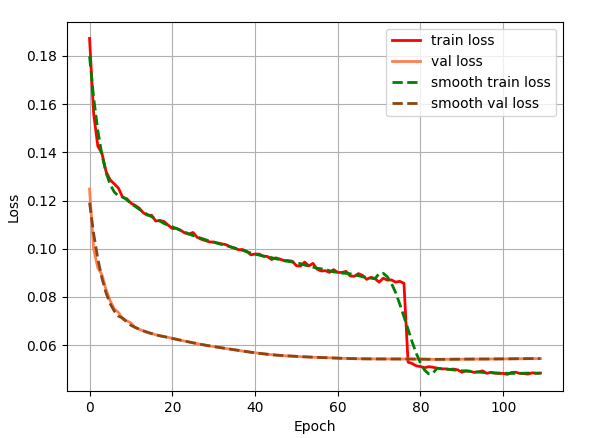 train loss
val loss
smooth train loss
smooth val loss
0.18
0.16
0.14
0.12
0.10
0.08
0.06
Loss
0 20 40 60 80 100
Epoch